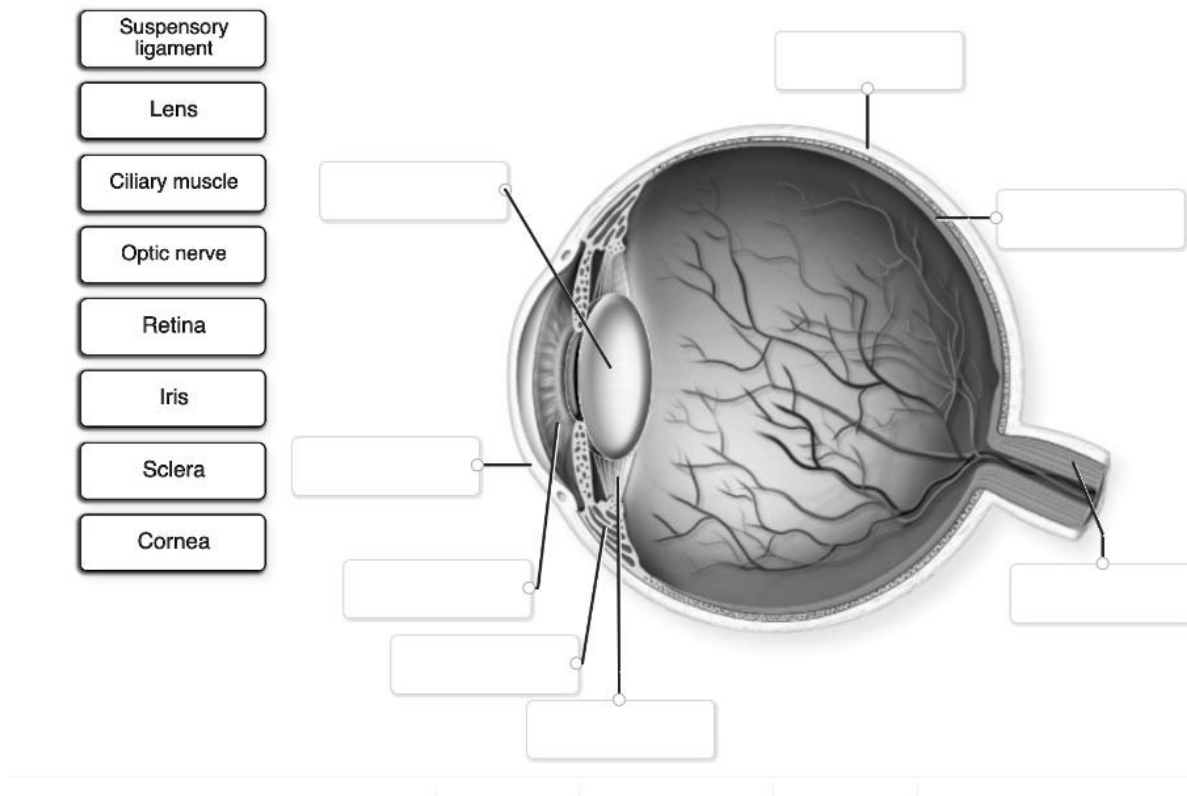 Suspensory
ligament
Lens
Ciliary muscle
Optic nerve
Retina
Iris
Sclera
Cornea